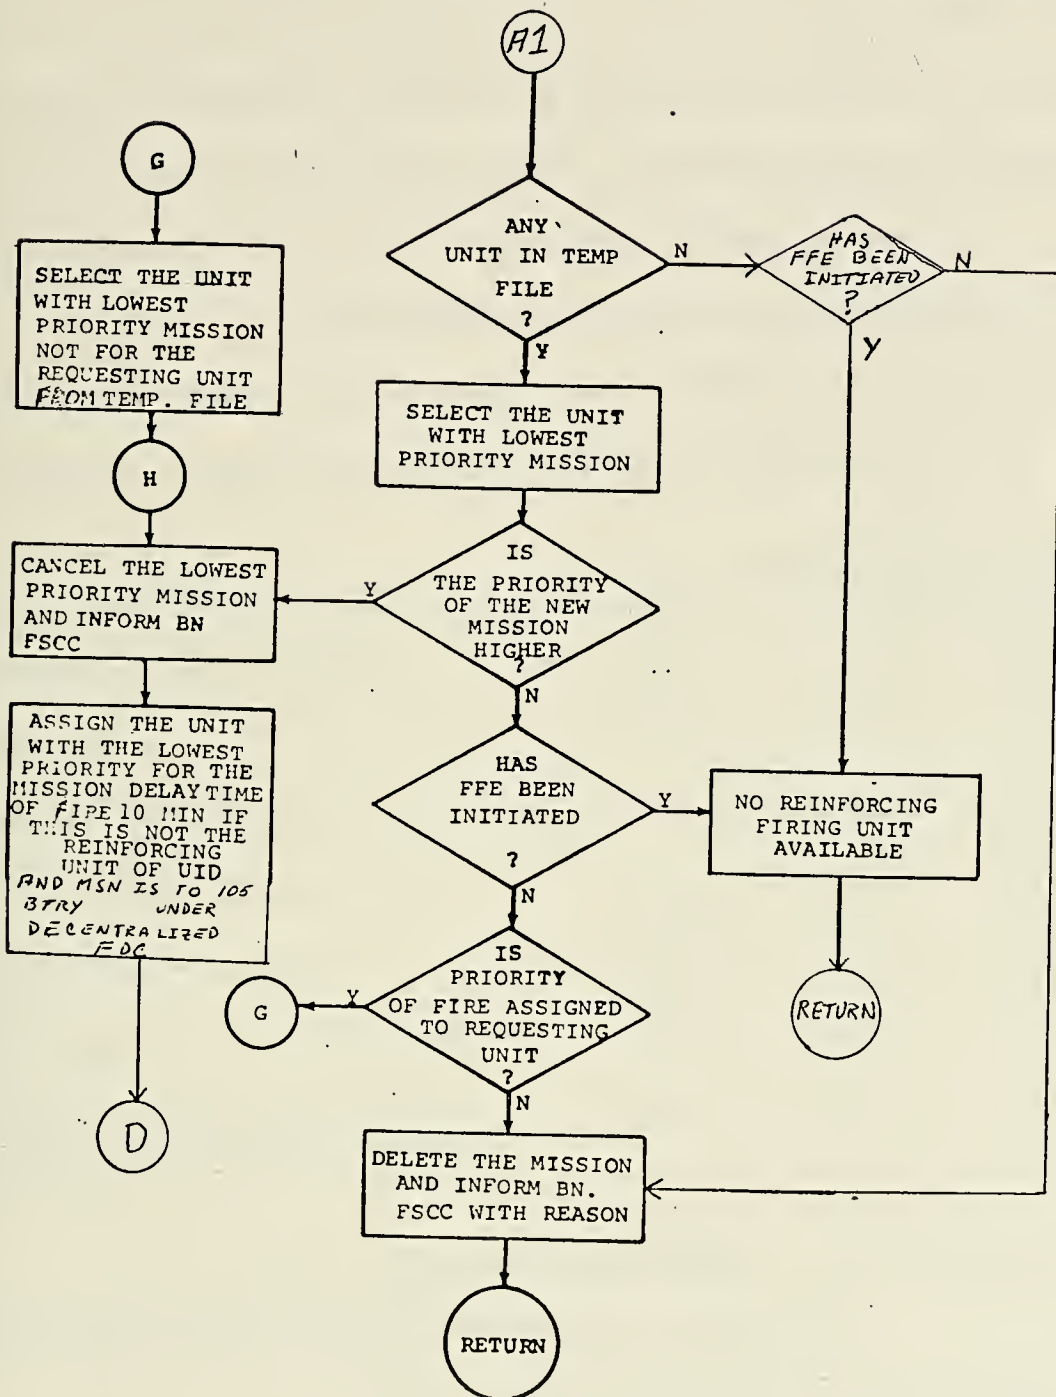 A1
ANY
UNIT IN TEMP
FILE
?
N
Y
HAS
FFE BEEN
INITIATED
?
N
Y
G
SELECT THE UNIT
WITH LOWEST
PRIORITY MISSION
NOT FOR THE
REQUESTING UNIT
FROM TEMP. FILE
H
SELECT THE UNIT
WITH LOWEST
PRIORITY MISSION
IS
THE PRIORITY
OF THE NEW
MISSION
HIGHER
?
Y
N
CANCEL THE LOWEST
PRIORITY MISSION
AND INFORM BN
FSCC
ASSIGN THE UNIT
WITH THE LOWEST
PRIORITY FOR THE
MISSION DELAY TIME
OF FIRE 10 MIN IF
THIS IS NOT THE
REINFORCING
UNIT OF UID
AND MSN IS TO 105
BTRY UNDER
DECENTRALIZED
FDC
D
HAS
FFE BEEN
INITIATED
?
Y
N
NO REINFORCING
FIRING UNIT
AVAILABLE
RETURN
IS
PRIORITY
OF FIRE ASSIGNED
TO REQUESTING
UNIT
?
Y
G
N
DELETE THE MISSION
AND INFORM BN.
FSCC WITH REASON
RETURN